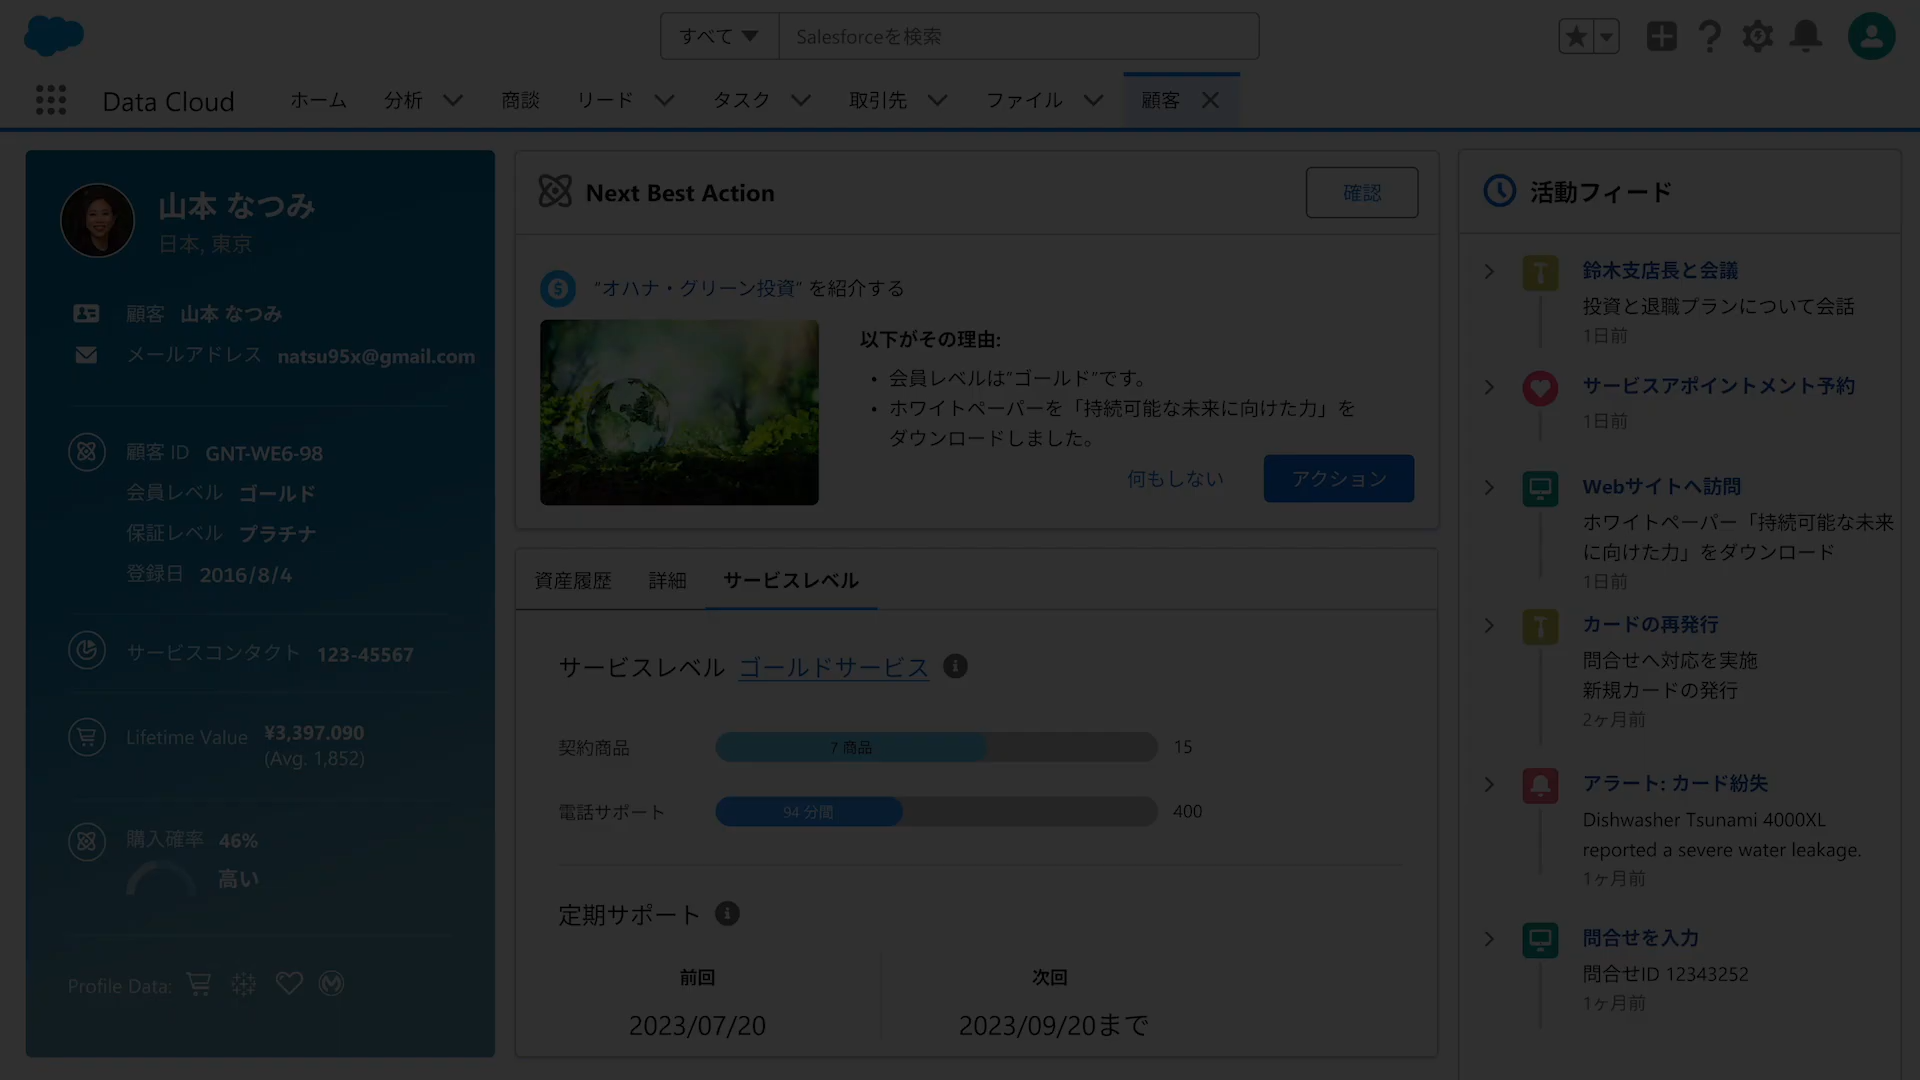 すべて
Salesforceを検索
Data Cloud
ホーム
分析
商談
リード
タスク
取引先
ファイル
顧客
山本 なつみ
日本, 東京
顧客 山本 なつみ
メールアドレス natsu95x@gmail.com
顧客 ID GNT-WE6-98
会員レベル ゴールド
保証レベル プラチナ
登録日 2016/8/4
サービスコンタクト 123-45567
Lifetime Value ¥3,397.090
(Avg. 1,852)
購入確率 46%
高い
Profile Data:
Next Best Action
確認
“オハナ・グリーン投資” を紹介する
以下がその理由:
• 会員レベルは“ゴールド”です。
• ホワイトペーパーを「持続可能な未来に向けた力」を
ダウンロードしました。
何もしない
アクション
資産履歴
詳細
サービスレベル
サービスレベル ゴールドサービス
契約商品 7 商品 15
電話サポート 94 分間 400
定期サポート
前回
2023/07/20
次回
2023/09/20まで
活動フィード
鈴木支店長と会議
投資と退職プランについて会話
1日前
サービスアポイントメント予約
1日前
Webサイトへ訪問
ホワイトペーパー「持続可能な未来
に向けた力」をダウンロード
1日前
カードの再発行
問合せへ対応を実施
新規カードの発行
2ヶ月前
アラート: カード紛失
Dishwasher Tsunami 4000XL
reported a severe water leakage.
1ヶ月前
問合せを入力
問合せID 12343252
1ヶ月前